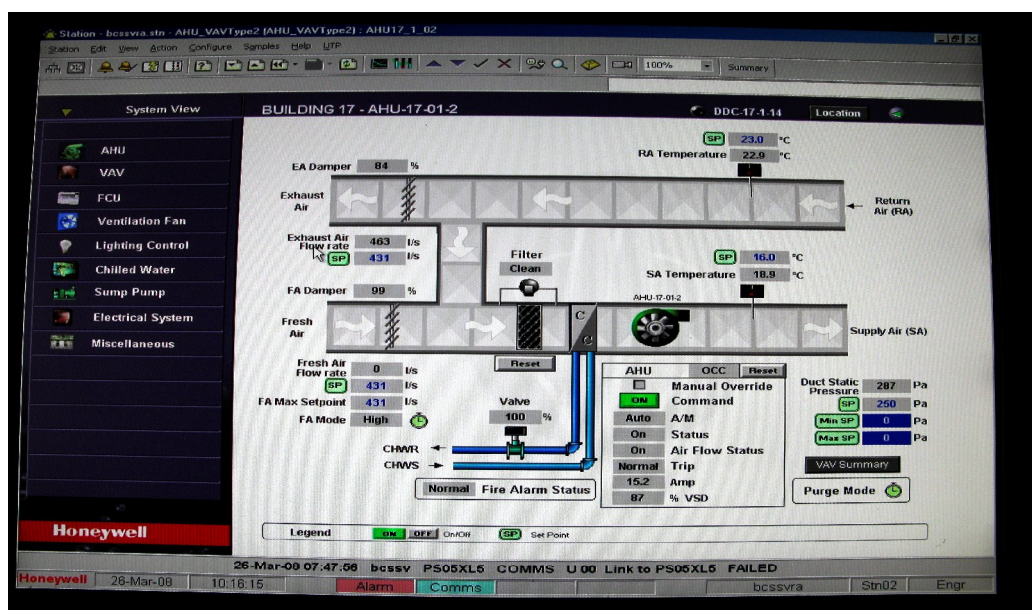 Station - bcssvra.stn - AHU_VAVType2 (AHU_VAVType2) : AHU17_1_02
Station Edit View Action Configure Samples Help UTP
100% Summary
System View
BUILDING 17 - AHU-17-01-2
DDC-17-1-14
Location
AHU
VAV
FCU
Ventilation Fan
Lighting Control
Chilled Water
Sump Pump
Electrical System
Miscellaneous
Honeywell
SP 23.0 °C
RA Temperature 22.9 °C
EA Damper 84 %
Exhaust
Air
Return
Air (RA)
Exhaust Air
Flow rate 463 l/s
SP 431 l/s
Filter
Clean
SP 16.0 °C
SA Temperature 18.9 °C
FA Damper 99 %
AHU-17-01-2
Fresh
Air
C
C
Supply Air (SA)
Reset
Fresh Air
Flow rate 0 l/s
SP 431 l/s
FA Max Setpoint 431 l/s
FA Mode High
Valve
100 %
CHWR
CHWS
Normal Fire Alarm Status
AHU OCC Reset
Manual Override
ON Command
Auto A/M
On Status
On Air Flow Status
Normal Trip
15.2 Amp
87 % VSD
Duct Static
Pressure 287 Pa
SP 250 Pa
Min SP 0 Pa
Max SP 0 Pa
VAV Summary
Purge Mode
Legend ON OFF On/Off SP Set Point
26-Mar-08 07:47:56 bcssv PS05XL5 COMMS U 00 Link to PS05XL5 FAILED
Honeywell 26-Mar-08 10:16:15 Alarm Comms bcssvra Stn02 Engr